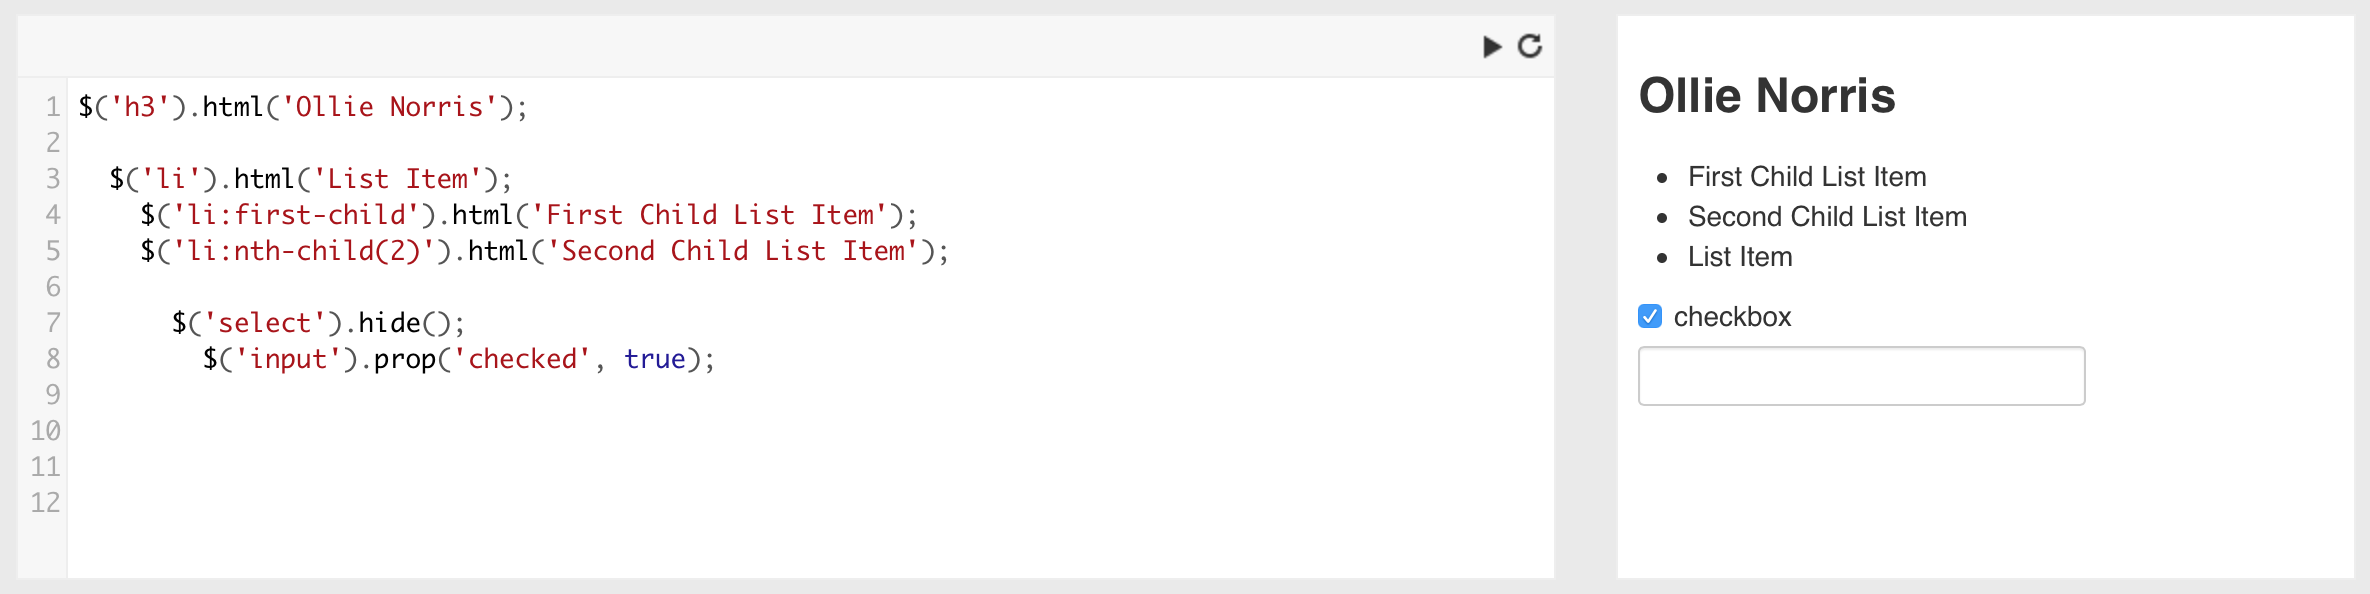 1 $('h3').html('Ollie Norris');
2
3 $('li').html('List Item');
4 $('li:first-child').html('First Child List Item');
5 $('li:nth-child(2)').html('Second Child List Item');
6
7 $('select').hide();
8 $('input').prop('checked', true);
9
10
11
12
Ollie Norris
First Child List Item
Second Child List Item
List Item
checkbox